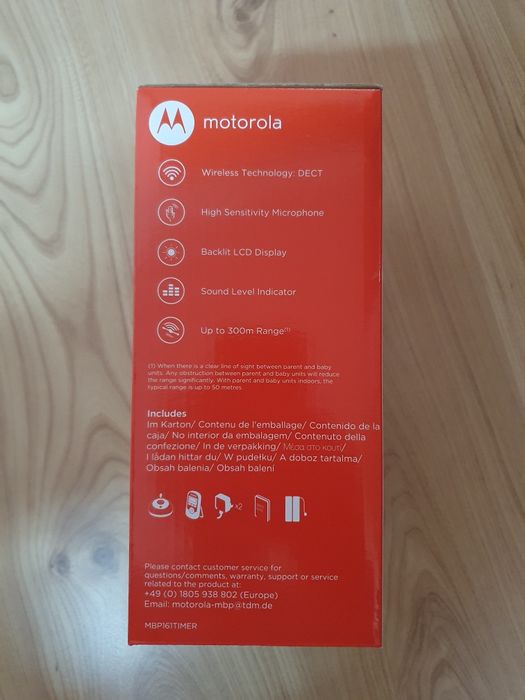 motorola
Wireless Technology: DECT
High Sensitivity Microphone
Backlit LCD Display
Sound Level Indicator
Up to 300m Range(1)
(1) When there is a clear line of sight between parent and baby
units. Any obstruction between parent and baby units will reduce
the range significantly. With parent and baby units indoors, the
typical range is up to 50 metres.
Includes
Im Karton/ Contenu de l'emballage/ Contenido de la
caja/ No interior da embalagem/ Contenuto della
confezione/ In de verpakking/ Μέσα στο κουτί/
I lådan hittar du/ W pudełku/ A doboz tartalma/
Obsah balenia/ Obsah balení
x2
Please contact customer service for
questions/comments, warranty, support or service
related to the product at:
+49 (0) 1805 938 802 (Europe)
Email: motorola-mbp@tdm.de
MBP161TIMER